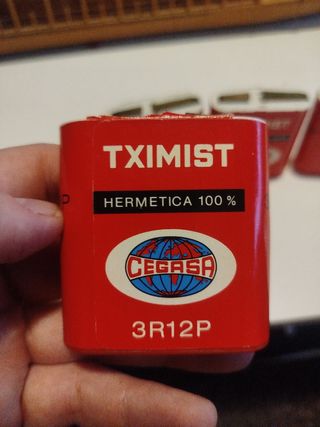 TXIMIST
HERMETICA 100 %
CEGASA
3R12P